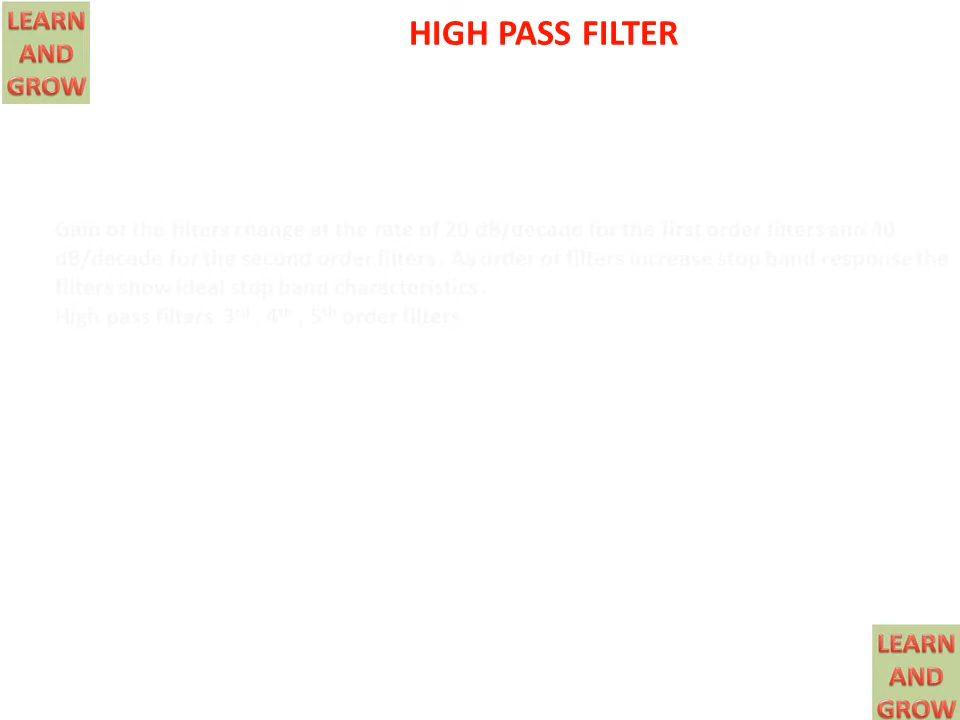 LEARN
AND
GROW
HIGH PASS FILTER
Gain of the filters change at the rate of 20 dB/decade for the first order filters and 40
dB/decade for the second order filters . As order of filters increase stop band response the
filters show ideal stop band characteristics .
High pass filters 3rd , 4th , 5th order filters
LEARN
AND
GROW